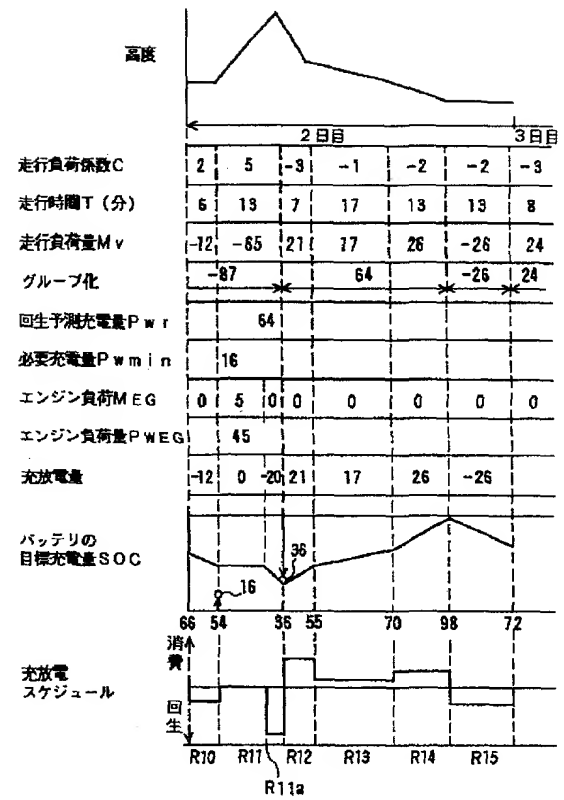 高度
2日目 3日目
走行負荷係数C 2 5 -3 -1 -2 -2 -3
走行時間T(分) 6 13 7 17 13 13 8
走行負荷量Mv -12 -65 21 17 26 -26 24
グループ化 -87 64 -26 24
回生予測充電量Pwr 64
必要充電量Pwmin 16
エンジン負荷MEG 0 5 0 0 0 0 0 0
エンジン負荷量PWEG 45
充放電量 -12 0 -20 21 17 26 -26
バッテリの
目標充電量SOC
36
16
66 54 36 55 70 98 72
消費
充放電
スケジュール
回生
R10 R11 R12 R13 R14 R15
R11a